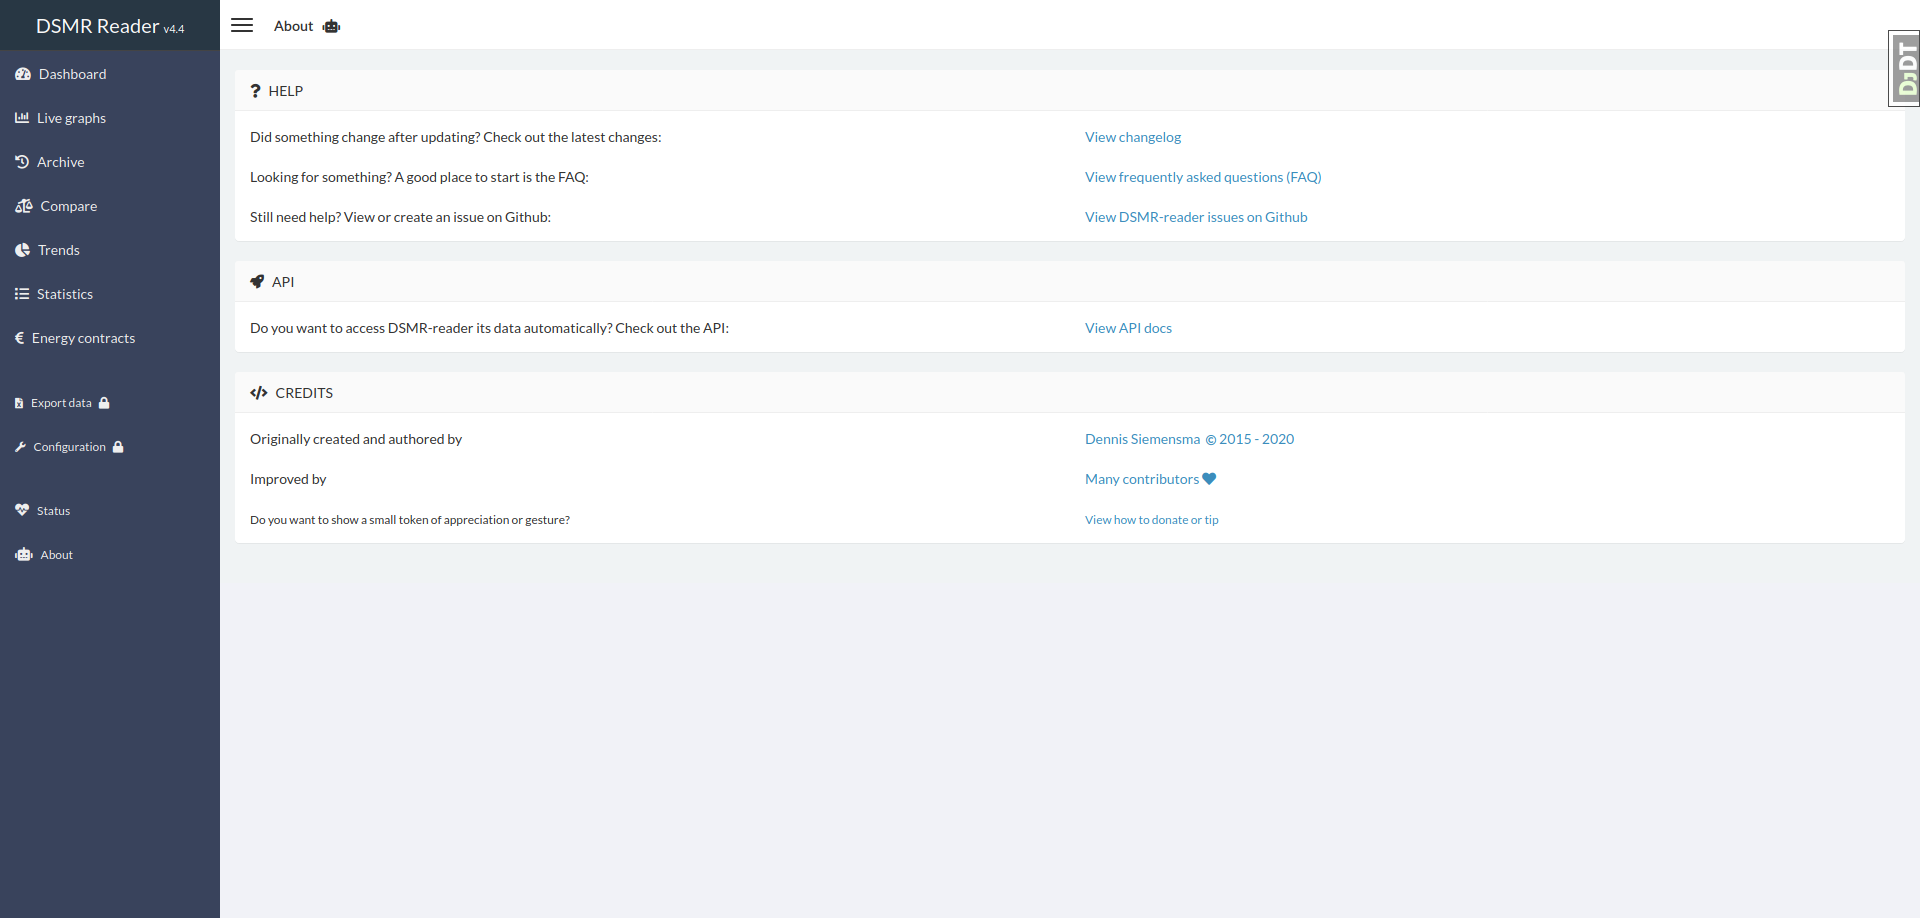 DSMR Reader v4.4
About
DJDT
Dashboard
Live graphs
Archive
Compare
Trends
Statistics
Energy contracts
Export data
Configuration
Status
About
HELP
Did something change after updating? Check out the latest changes: View changelog
Looking for something? A good place to start is the FAQ: View frequently asked questions (FAQ)
Still need help? View or create an issue on Github: View DSMR-reader issues on Github
API
Do you want to access DSMR-reader its data automatically? Check out the API: View API docs
CREDITS
Originally created and authored by Dennis Siemensma © 2015 - 2020
Improved by Many contributors
Do you want to show a small token of appreciation or gesture? View how to donate or tip